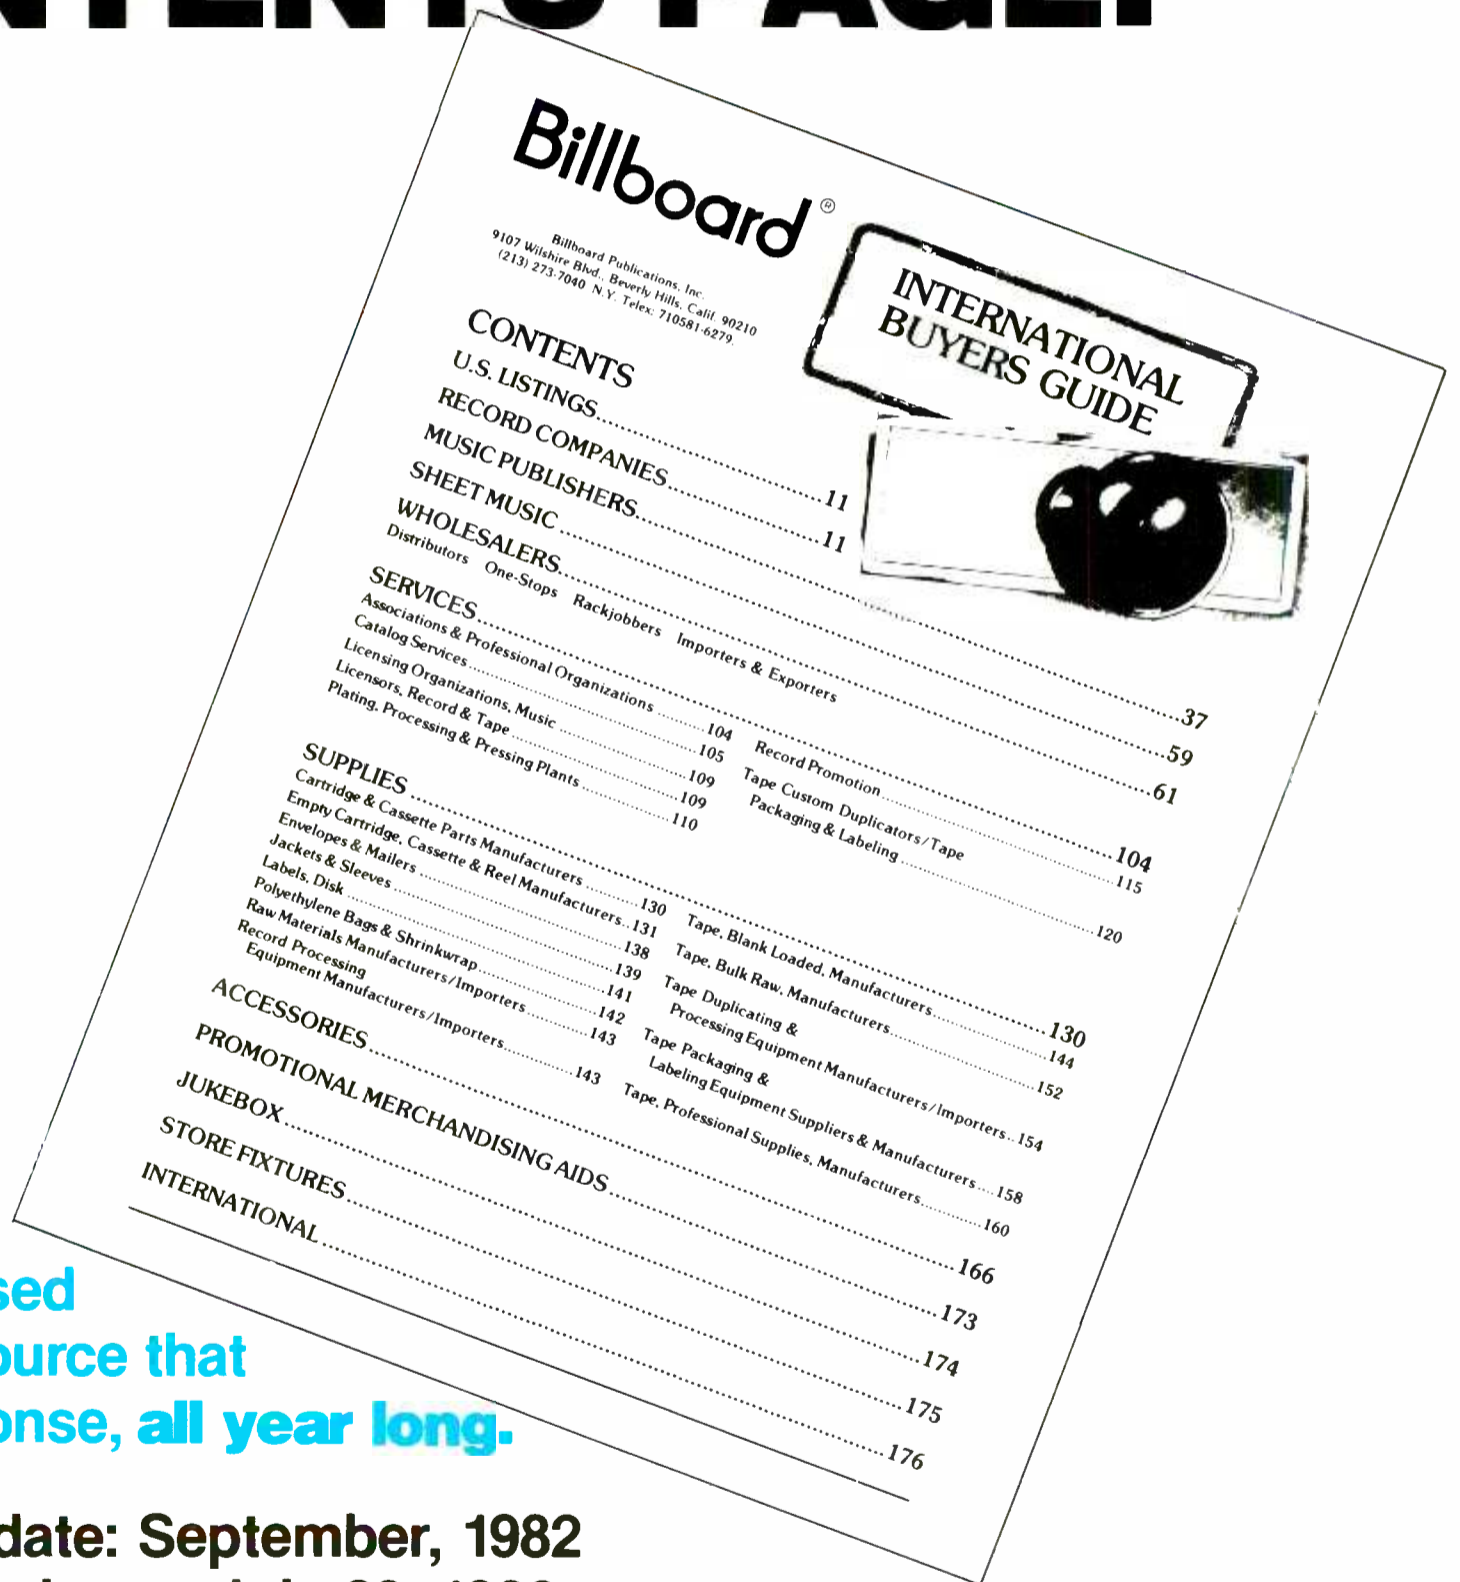 NTENTS PAGE.
Billboard®
Billboard Publications, Inc.
9107 Wilshire Blvd., Beverly Hills, Calif. 90210
(213) 273-7040 N.Y. Telex: 710581-6279.
INTERNATIONAL
BUYERS GUIDE
CONTENTS
U.S. LISTINGS 11
RECORD COMPANIES 11
MUSIC PUBLISHERS 37
SHEET MUSIC 59
WHOLESALERS 61
Distributors One-Stops Rackjobbers Importers & Exporters
SERVICES 104
Associations & Professional Organizations 104
Catalog Services 105
Licensing Organizations, Music 109
Licensors, Record & Tape 109
Plating, Processing & Pressing Plants 110
Record Promotion 115
Tape Custom Duplicators/Tape
Packaging & Labeling 120
SUPPLIES 130
Cartridge & Cassette Parts Manufacturers 130
Empty Cartridge, Cassette & Reel Manufacturers 131
Envelopes & Mailers 138
Jackets & Sleeves 139
Labels, Disk 141
Polyethylene Bags & Shrinkwrap 142
Raw Materials Manufacturers/Importers 143
Record Processing
Equipment Manufacturers/Importers 143
Tape, Blank Loaded, Manufacturers 144
Tape, Bulk Raw, Manufacturers 152
Tape Duplicating &
Processing Equipment Manufacturers/Importers 154
Tape Packaging &
Labeling Equipment Suppliers & Manufacturers 158
Tape, Professional Supplies, Manufacturers 160
ACCESSORIES 166
PROMOTIONAL MERCHANDISING AIDS 173
JUKEBOX 174
STORE FIXTURES 175
INTERNATIONAL 176
sed
ource that
onse, all year long.
date: September, 1982